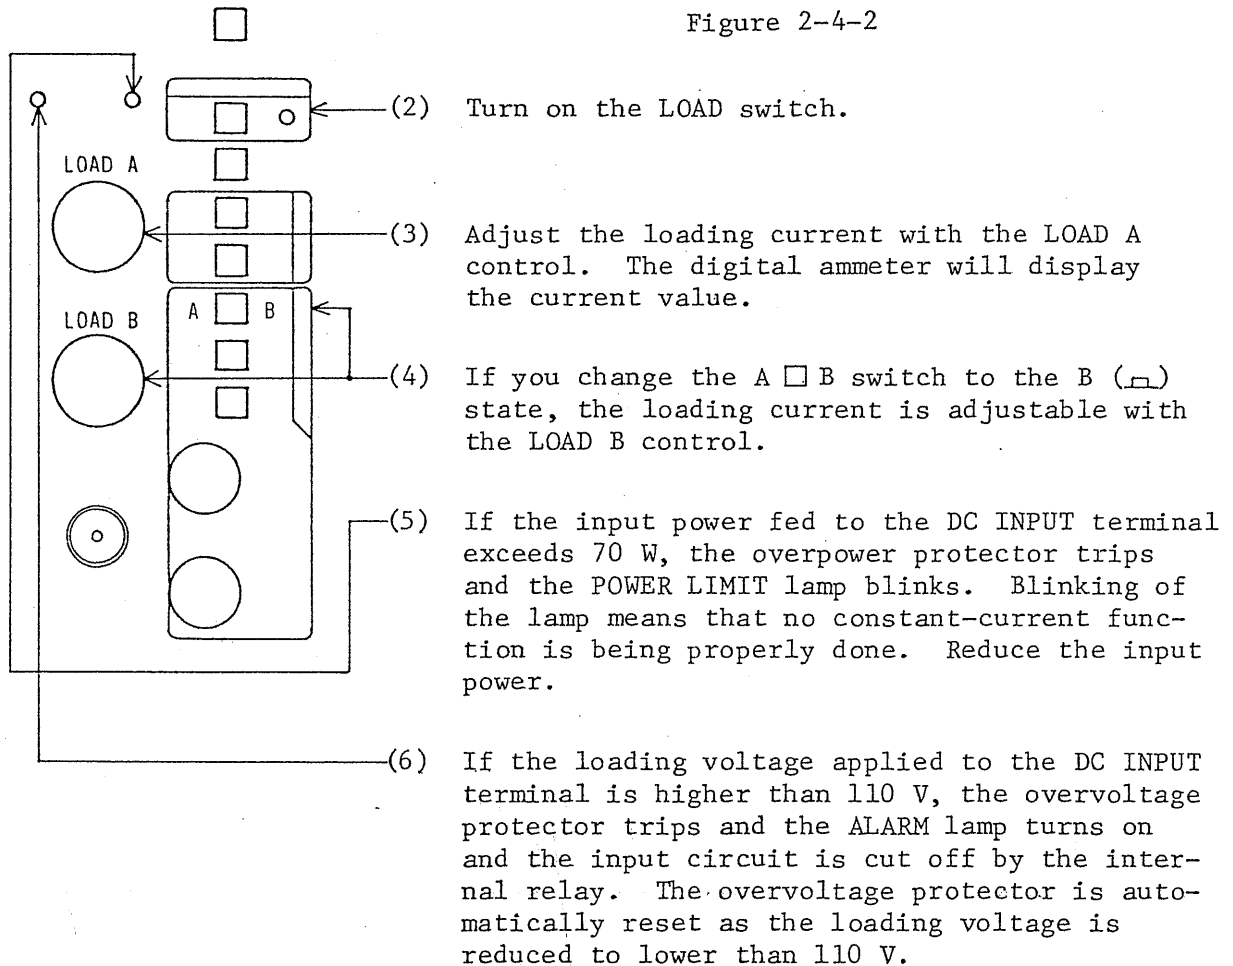 Figure 2-4-2
(2) Turn on the LOAD switch.
LOAD A
(3) Adjust the loading current with the LOAD A
control. The digital ammeter will display
the current value.
A □ B
LOAD B
(4) If you change the A □ B switch to the B (⎍)
state, the loading current is adjustable with
the LOAD B control.
(5) If the input power fed to the DC INPUT terminal
exceeds 70 W, the overpower protector trips
and the POWER LIMIT lamp blinks. Blinking of
the lamp means that no constant-current func-
tion is being properly done. Reduce the input
power.
(6) If the loading voltage applied to the DC INPUT
terminal is higher than 110 V, the overvoltage
protector trips and the ALARM lamp turns on
and the input circuit is cut off by the inter-
nal relay. The overvoltage protector is auto-
matically reset as the loading voltage is
reduced to lower than 110 V.